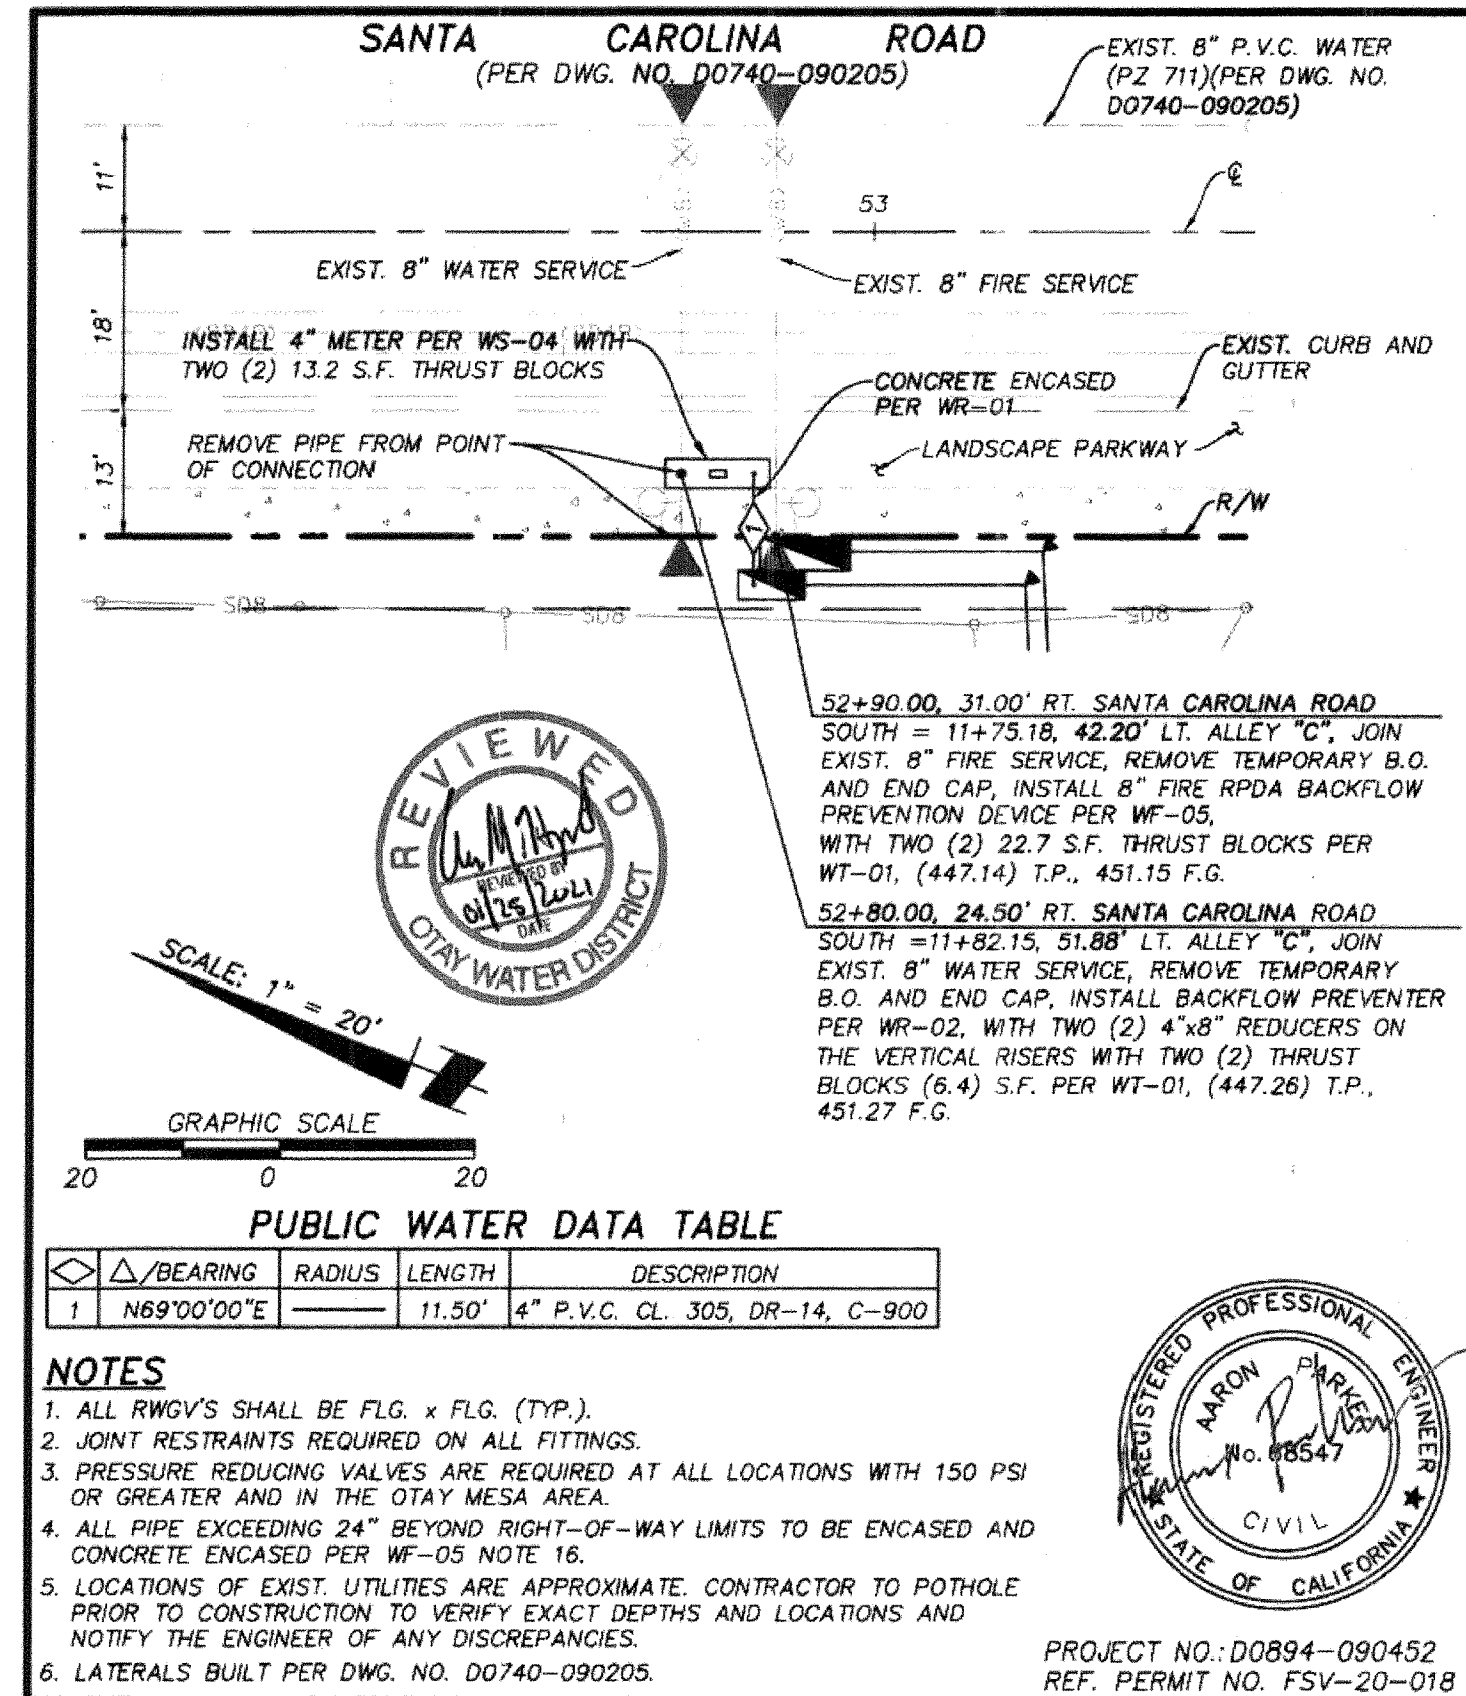 SANTA CAROLINA ROAD
(PER DWG. NO. D0740-090205)
EXIST. 8" P.V.C. WATER
(PZ 711)(PER DWG. NO.
D0740-090205)
11'
℄
53
EXIST. 8" WATER SERVICE
EXIST. 8" FIRE SERVICE
18'
INSTALL 4" METER PER WS-04 WITH
TWO (2) 13.2 S.F. THRUST BLOCKS
EXIST. CURB AND
GUTTER
CONCRETE ENCASED
PER WR-01
REMOVE PIPE FROM POINT
OF CONNECTION
LANDSCAPE PARKWAY
13'
R/W
1
SD8
SD8
SD8
52+90.00, 31.00' RT. SANTA CAROLINA ROAD
SOUTH = 11+75.18, 42.20' LT. ALLEY "C", JOIN
EXIST. 8" FIRE SERVICE, REMOVE TEMPORARY B.O.
AND END CAP, INSTALL 8" FIRE RPDA BACKFLOW
PREVENTION DEVICE PER WF-05,
WITH TWO (2) 22.7 S.F. THRUST BLOCKS PER
WT-01, (447.14) T.P., 451.15 F.G.
52+80.00, 24.50' RT. SANTA CAROLINA ROAD
SOUTH =11+82.15, 51.88' LT. ALLEY "C", JOIN
EXIST. 8" WATER SERVICE, REMOVE TEMPORARY
B.O. AND END CAP, INSTALL BACKFLOW PREVENTER
PER WR-02, WITH TWO (2) 4"x8" REDUCERS ON
THE VERTICAL RISERS WITH TWO (2) THRUST
BLOCKS (6.4) S.F. PER WT-01, (447.26) T.P.,
451.27 F.G.
REVIEWED
REVIEWED BY
01/25/2021
DATE
OTAY WATER DISTRICT
SCALE: 1" = 20'
GRAPHIC SCALE
20 0 20
PUBLIC WATER DATA TABLE
◇ △/BEARING RADIUS LENGTH DESCRIPTION
1 N69°00'00"E 11.50' 4" P.V.C. CL. 305, DR-14, C-900
NOTES
1. ALL RWGV'S SHALL BE FLG. x FLG. (TYP.).
2. JOINT RESTRAINTS REQUIRED ON ALL FITTINGS.
3. PRESSURE REDUCING VALVES ARE REQUIRED AT ALL LOCATIONS WITH 150 PSI
OR GREATER AND IN THE OTAY MESA AREA.
4. ALL PIPE EXCEEDING 24" BEYOND RIGHT-OF-WAY LIMITS TO BE ENCASED AND
CONCRETE ENCASED PER WF-05 NOTE 16.
5. LOCATIONS OF EXIST. UTILITIES ARE APPROXIMATE. CONTRACTOR TO POTHOLE
PRIOR TO CONSTRUCTION TO VERIFY EXACT DEPTHS AND LOCATIONS AND
NOTIFY THE ENGINEER OF ANY DISCREPANCIES.
6. LATERALS BUILT PER DWG. NO. D0740-090205.
REGISTERED PROFESSIONAL ENGINEER
AARON PARKER
No. 68547
CIVIL
STATE OF CALIFORNIA
PROJECT NO.: D0894-090452
REF. PERMIT NO. FSV-20-018